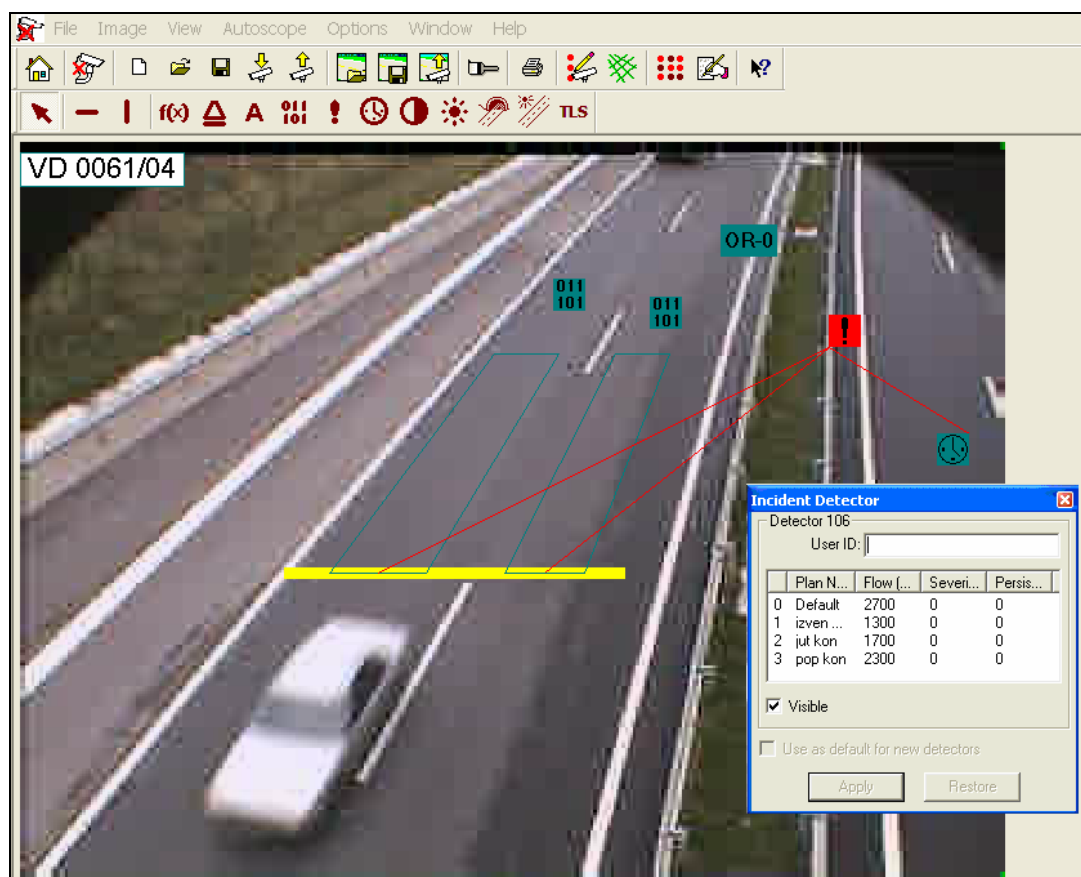 File Image View Autoscope Options Window Help
f(x) A 011 101 ! TLS
VD 0061/04
OR-0
011
101
011
101
!
Incident Detector
Detector 106
User ID:
Plan N... Flow (... Severi... Persis...
0 Default 2700 0 0
1 izven ... 1300 0 0
2 jut kon 1700 0 0
3 pop kon 2300 0 0
Visible
Use as default for new detectors
Apply Restore